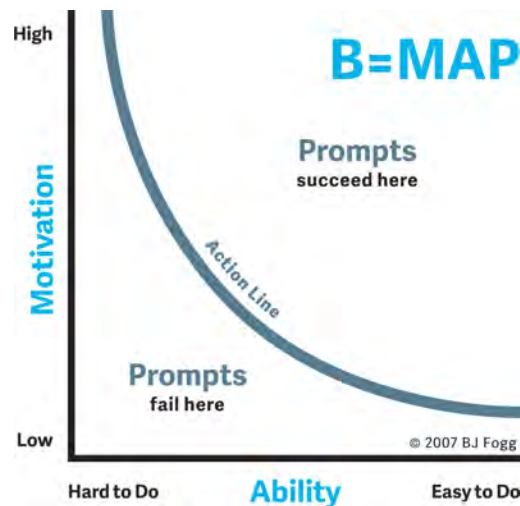 High
B=MAP
Prompts
succeed here
Motivation
Action Line
Prompts
fail here
Low
© 2007 BJ Fogg
Hard to Do
Ability
Easy to Do